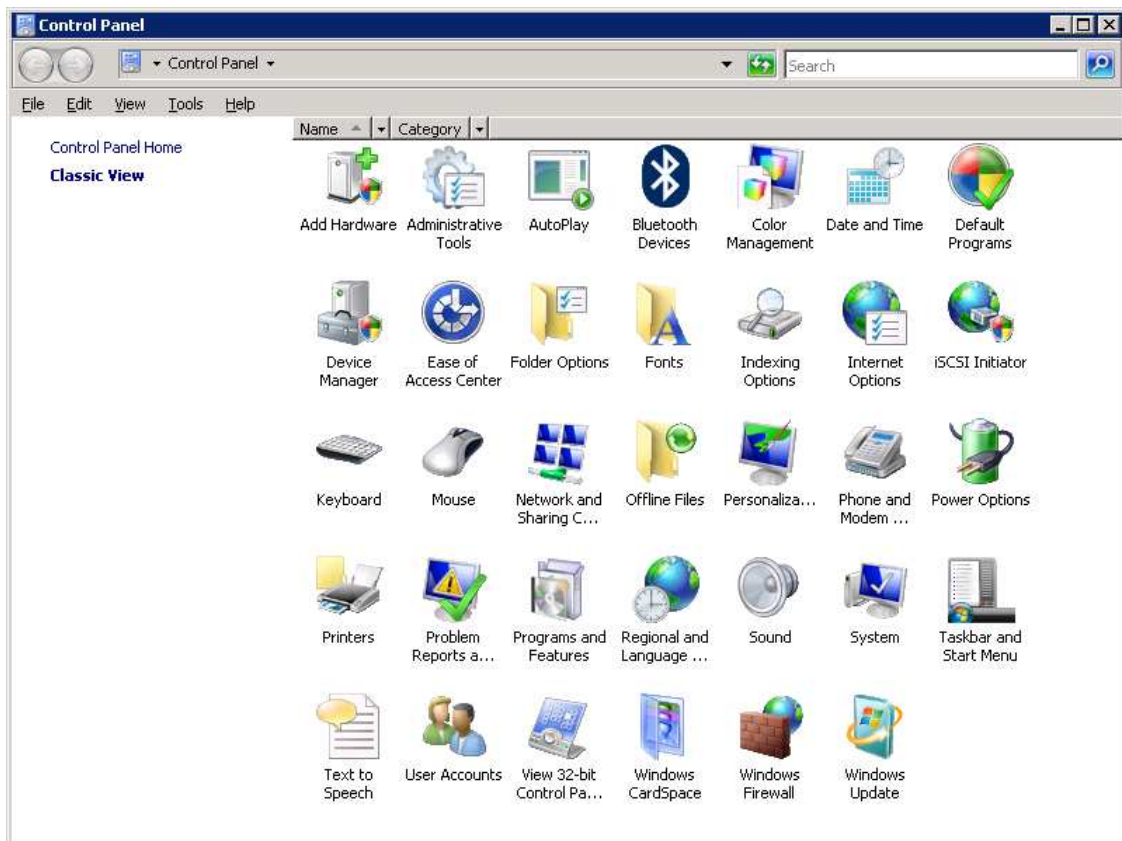 Control Panel
Control Panel
Search
File Edit View Tools Help
Name Category
Control Panel Home
Classic View
Add Hardware
Administrative
Tools
AutoPlay
Bluetooth
Devices
Color
Management
Date and Time
Default
Programs
Device
Manager
Ease of
Access Center
Folder Options
Fonts
Indexing
Options
Internet
Options
iSCSI Initiator
Keyboard
Mouse
Network and
Sharing C...
Offline Files
Personaliza...
Phone and
Modem ...
Power Options
Printers
Problem
Reports a...
Programs and
Features
Regional and
Language ...
Sound
System
Taskbar and
Start Menu
Text to
Speech
User Accounts
View 32-bit
Control Pa...
Windows
CardSpace
Windows
Firewall
Windows
Update